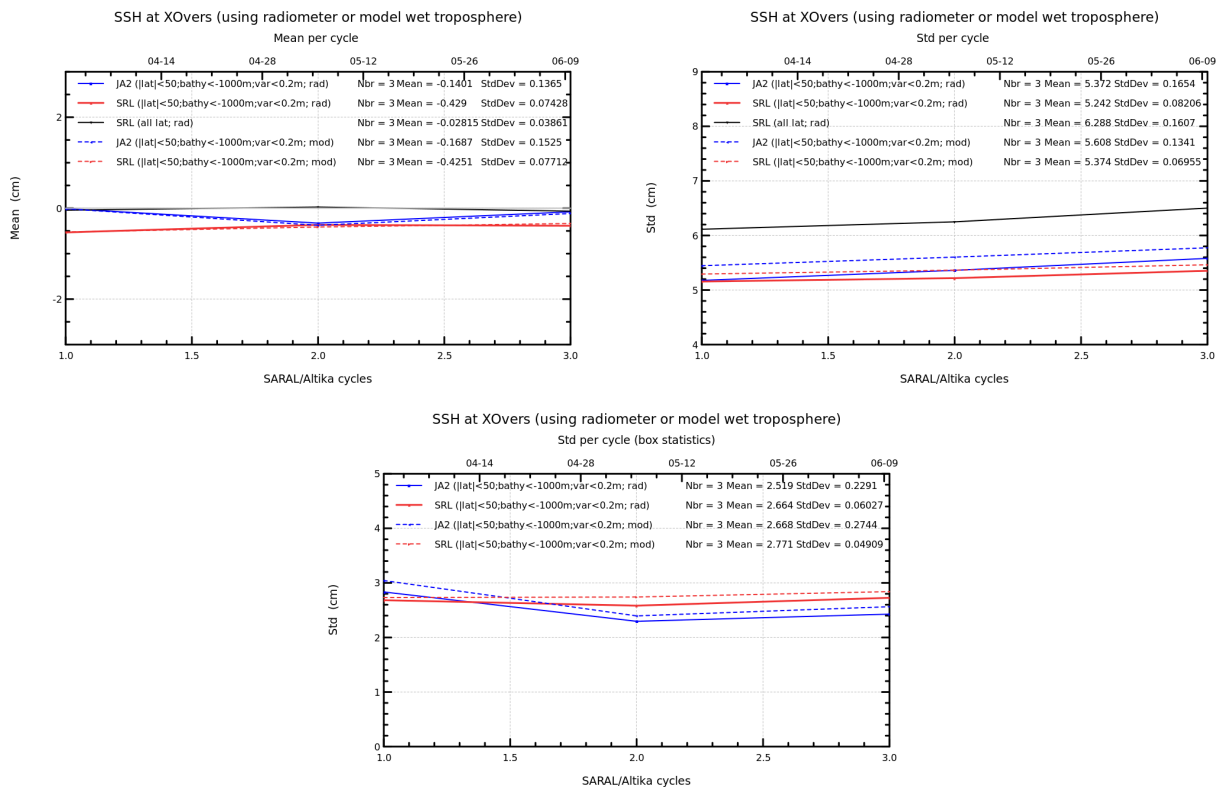 SSH at XOvers (using radiometer or model wet troposphere)
Mean per cycle
04-14 04-28 05-12 05-26 06-09
JA2 (|lat|<50;bathy<-1000m;var<0.2m; rad) Nbr = 3 Mean = -0.1401 StdDev = 0.1365
SRL (|lat|<50;bathy<-1000m;var<0.2m; rad) Nbr = 3 Mean = -0.429 StdDev = 0.07428
SRL (all lat; rad) Nbr = 3 Mean = -0.02815 StdDev = 0.03861
JA2 (|lat|<50;bathy<-1000m;var<0.2m; mod) Nbr = 3 Mean = -0.1687 StdDev = 0.1525
SRL (|lat|<50;bathy<-1000m;var<0.2m; mod) Nbr = 3 Mean = -0.4251 StdDev = 0.07712
2
0
-2
Mean (cm)
1.0 1.5 2.0 2.5 3.0
SARAL/Altika cycles
SSH at XOvers (using radiometer or model wet troposphere)
Std per cycle
04-14 04-28 05-12 05-26 06-09
JA2 (|lat|<50;bathy<-1000m;var<0.2m; rad) Nbr = 3 Mean = 5.372 StdDev = 0.1654
SRL (|lat|<50;bathy<-1000m;var<0.2m; rad) Nbr = 3 Mean = 5.242 StdDev = 0.08206
SRL (all lat; rad) Nbr = 3 Mean = 6.288 StdDev = 0.1607
JA2 (|lat|<50;bathy<-1000m;var<0.2m; mod) Nbr = 3 Mean = 5.608 StdDev = 0.1341
SRL (|lat|<50;bathy<-1000m;var<0.2m; mod) Nbr = 3 Mean = 5.374 StdDev = 0.06955
9
8
7
6
5
4
Std (cm)
1.0 1.5 2.0 2.5 3.0
SARAL/Altika cycles
SSH at XOvers (using radiometer or model wet troposphere)
Std per cycle (box statistics)
04-14 04-28 05-12 05-26 06-09
JA2 (|lat|<50;bathy<-1000m;var<0.2m; rad) Nbr = 3 Mean = 2.519 StdDev = 0.2291
SRL (|lat|<50;bathy<-1000m;var<0.2m; rad) Nbr = 3 Mean = 2.664 StdDev = 0.06027
JA2 (|lat|<50;bathy<-1000m;var<0.2m; mod) Nbr = 3 Mean = 2.668 StdDev = 0.2744
SRL (|lat|<50;bathy<-1000m;var<0.2m; mod) Nbr = 3 Mean = 2.771 StdDev = 0.04909
5
4
3
2
1
0
Std (cm)
1.0 1.5 2.0 2.5 3.0
SARAL/Altika cycles